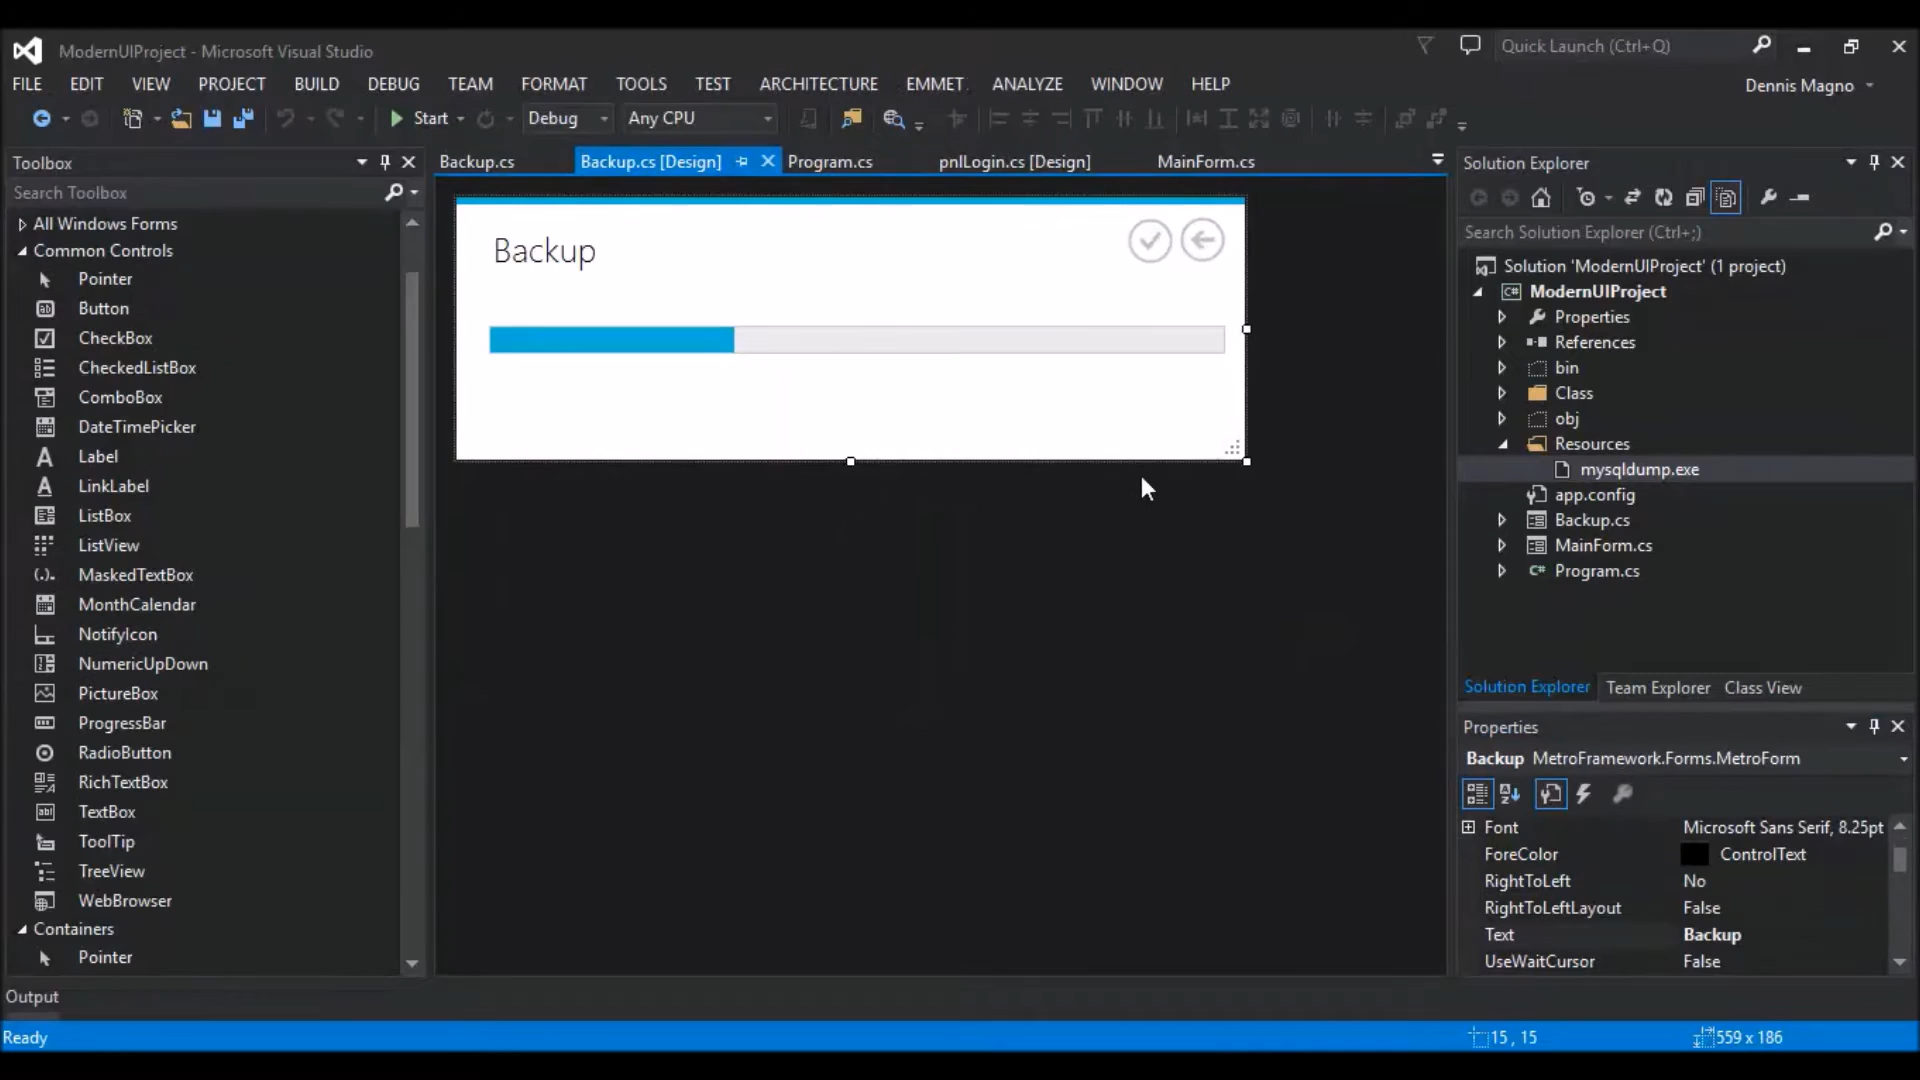 ModernUIProject - Microsoft Visual Studio
Quick Launch (Ctrl+Q)
FILE EDIT VIEW PROJECT BUILD DEBUG TEAM FORMAT TOOLS TEST ARCHITECTURE EMMET ANALYZE WINDOW HELP
Dennis Magno
Start
Debug
Any CPU
Toolbox
Search Toolbox
All Windows Forms
Common Controls
Pointer
Button
CheckBox
CheckedListBox
ComboBox
DateTimePicker
Label
LinkLabel
ListBox
ListView
MaskedTextBox
MonthCalendar
NotifyIcon
NumericUpDown
PictureBox
ProgressBar
RadioButton
RichTextBox
TextBox
ToolTip
TreeView
WebBrowser
Containers
Pointer
Backup.cs
Backup.cs [Design]
Program.cs
pnlLogin.cs [Design]
MainForm.cs
Backup
Solution Explorer
Search Solution Explorer (Ctrl+;)
Solution 'ModernUIProject' (1 project)
ModernUIProject
Properties
References
bin
Class
obj
Resources
mysqldump.exe
app.config
Backup.cs
MainForm.cs
Program.cs
Solution Explorer Team Explorer Class View
Properties
Backup MetroFramework.Forms.MetroForm
Font Microsoft Sans Serif, 8.25pt
ForeColor ControlText
RightToLeft No
RightToLeftLayout False
Text Backup
UseWaitCursor False
Output
Ready
15 , 15
559 x 186